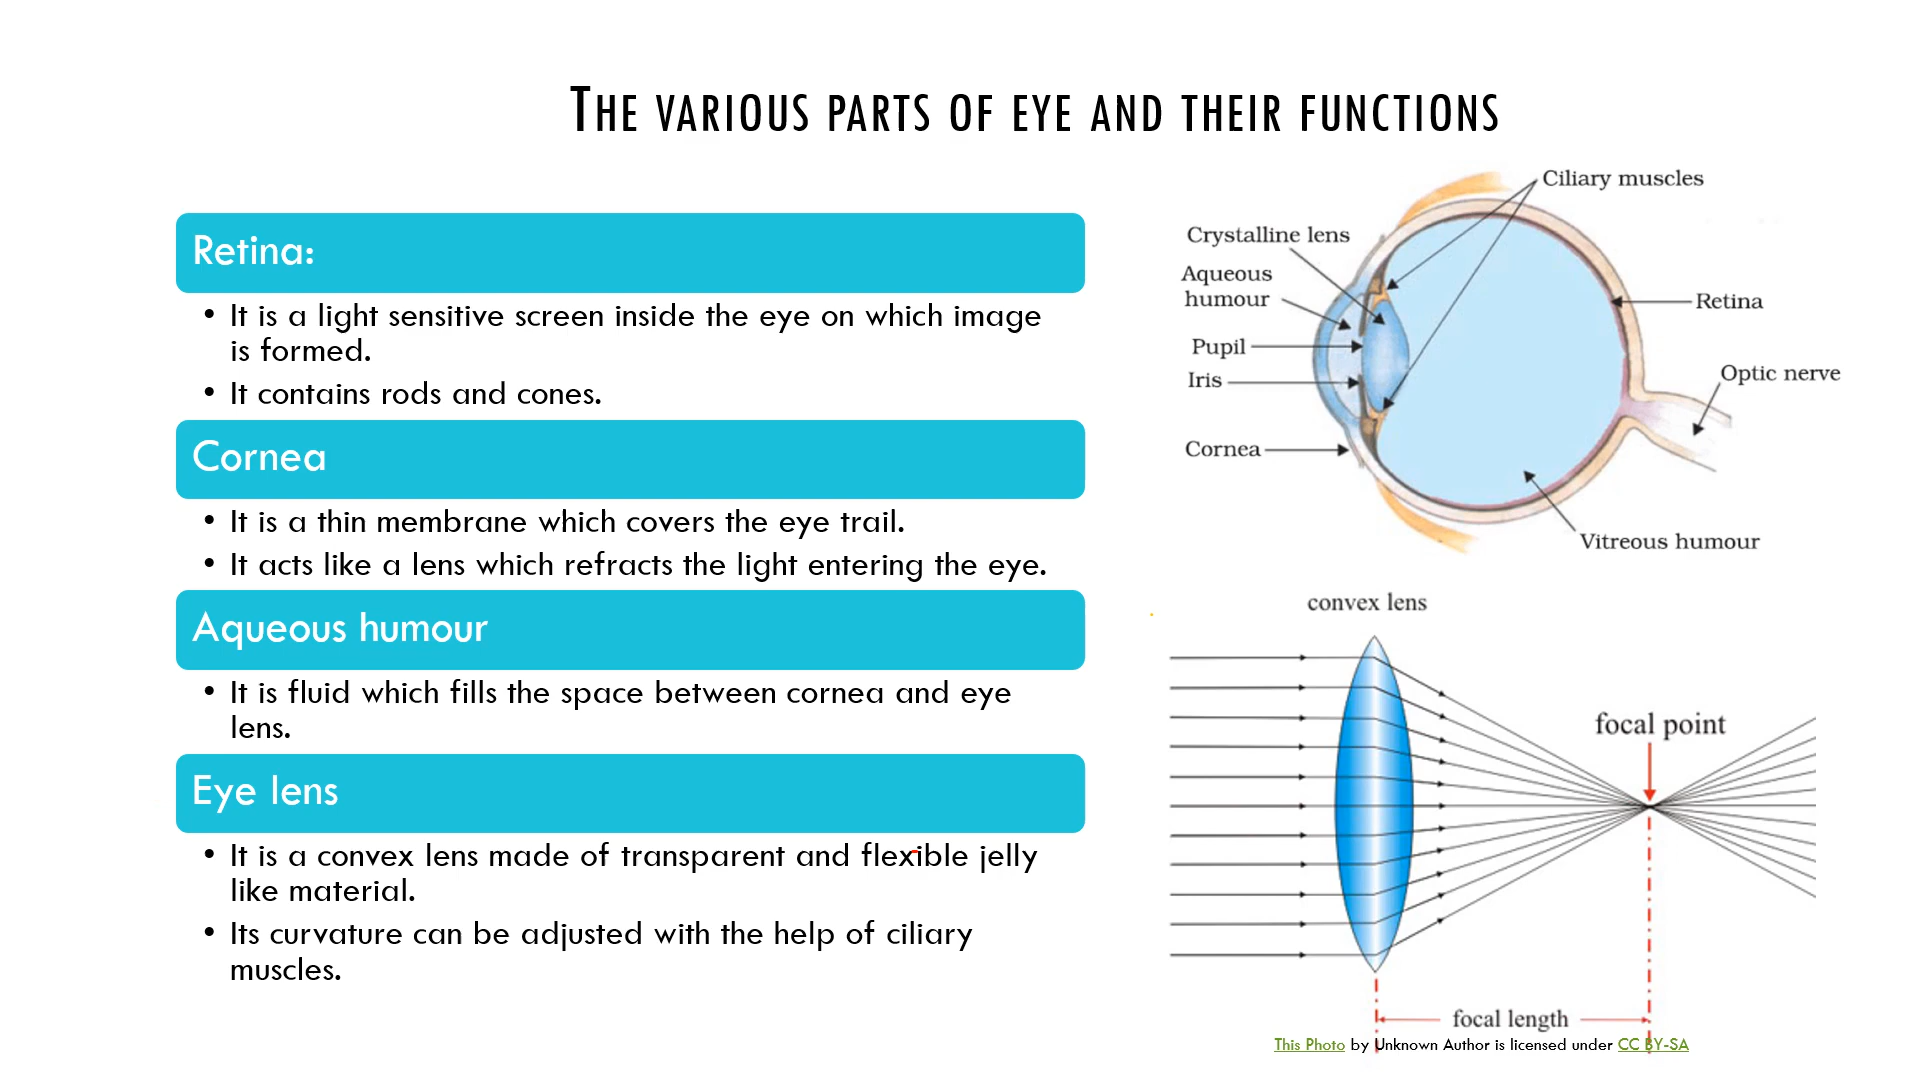 THE VARIOUS PARTS OF EYE AND THEIR FUNCTIONS
Retina:
• It is a light sensitive screen inside the eye on which image
is formed.
• It contains rods and cones.
Cornea
• It is a thin membrane which covers the eye trail.
• It acts like a lens which refracts the light entering the eye.
Aqueous humour
• It is fluid which fills the space between cornea and eye
lens.
Eye lens
• It is a convex lens made of transparent and flexible jelly
like material.
• Its curvature can be adjusted with the help of ciliary
muscles.
Ciliary muscles
Crystalline lens
Aqueous
humour
Pupil
Iris
Cornea
Retina
Optic nerve
Vitreous humour
convex lens
focal point
focal length
This Photo by Unknown Author is licensed under CC BY-SA